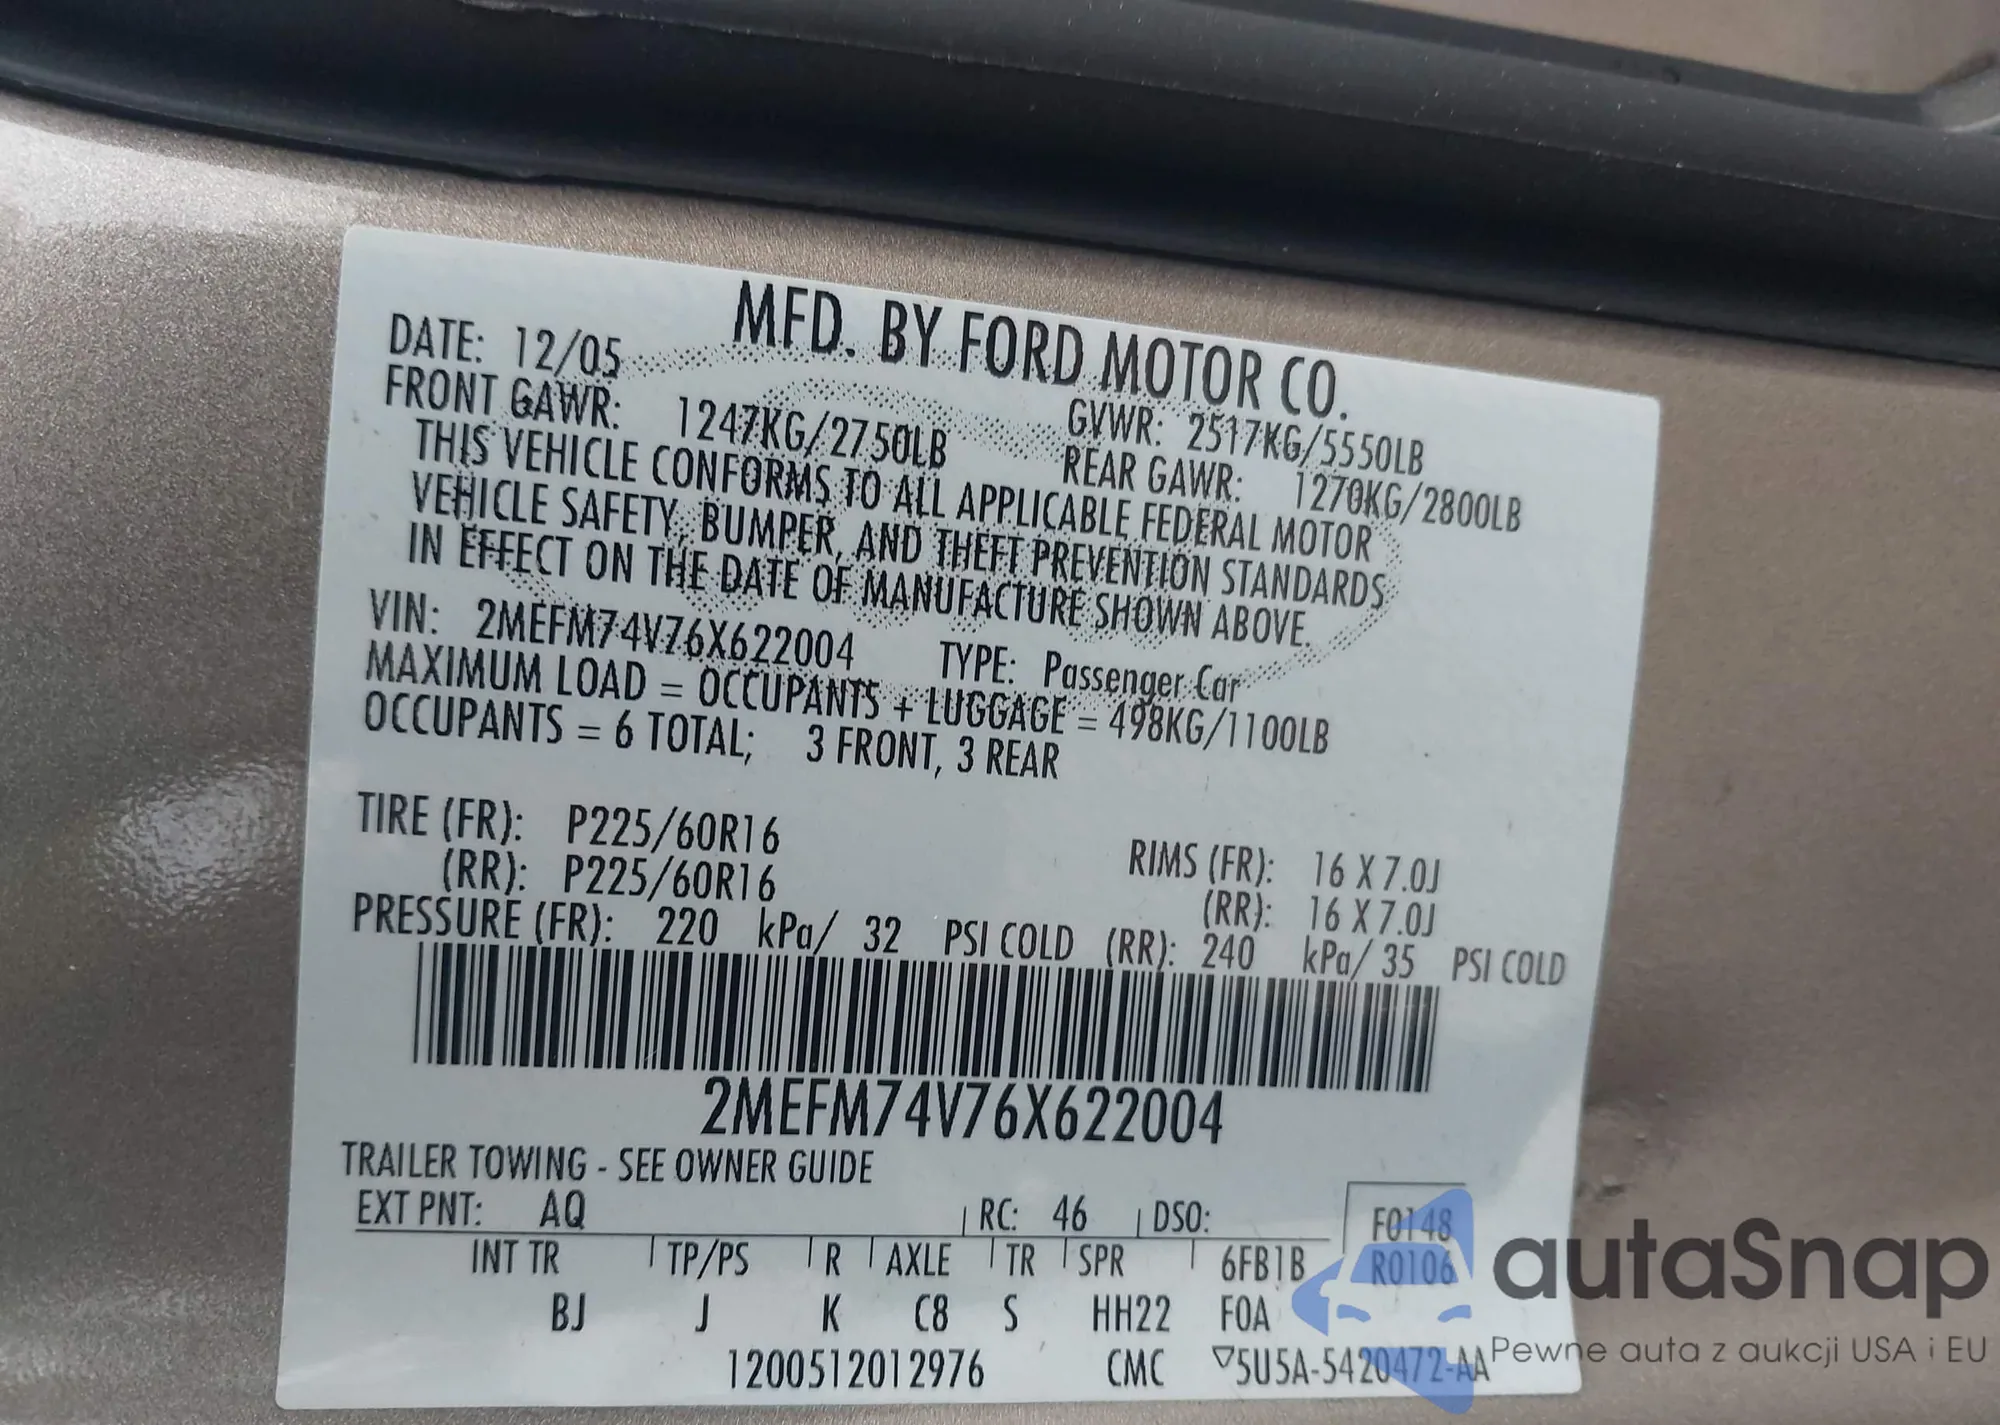 MFD. BY FORD MOTOR CO.
DATE: 12/05
GVWR: 2517KG/5550LB
FRONT GAWR: 1247KG/2750LB
REAR GAWR: 1270KG/2800LB
THIS VEHICLE CONFORMS TO ALL APPLICABLE FEDERAL MOTOR
VEHICLE SAFETY, BUMPER, AND THEFT PREVENTION STANDARDS
IN EFFECT ON THE DATE OF MANUFACTURE SHOWN ABOVE.
VIN: 2MEFM74V76X622004 TYPE: Passenger Car
MAXIMUM LOAD = OCCUPANTS + LUGGAGE = 498KG/1100LB
OCCUPANTS = 6 TOTAL; 3 FRONT, 3 REAR
TIRE (FR): P225/60R16 RIMS (FR): 16 X 7.0J
(RR): P225/60R16 (RR): 16 X 7.0J
PRESSURE (FR): 220 kPa/ 32 PSI COLD (RR): 240 kPa/ 35 PSI COLD
2MEFM74V76X622004
TRAILER TOWING - SEE OWNER GUIDE
EXT PNT: AQ RC: 46 DSO: F0148
INT TR TP/PS R AXLE TR SPR 6FB1B R0106
BJ J K C8 S HH22 F0A
1200512012976 CMC ▽5U5A-5420472-AA
autaSnap
Pewne auta z aukcji USA i EU